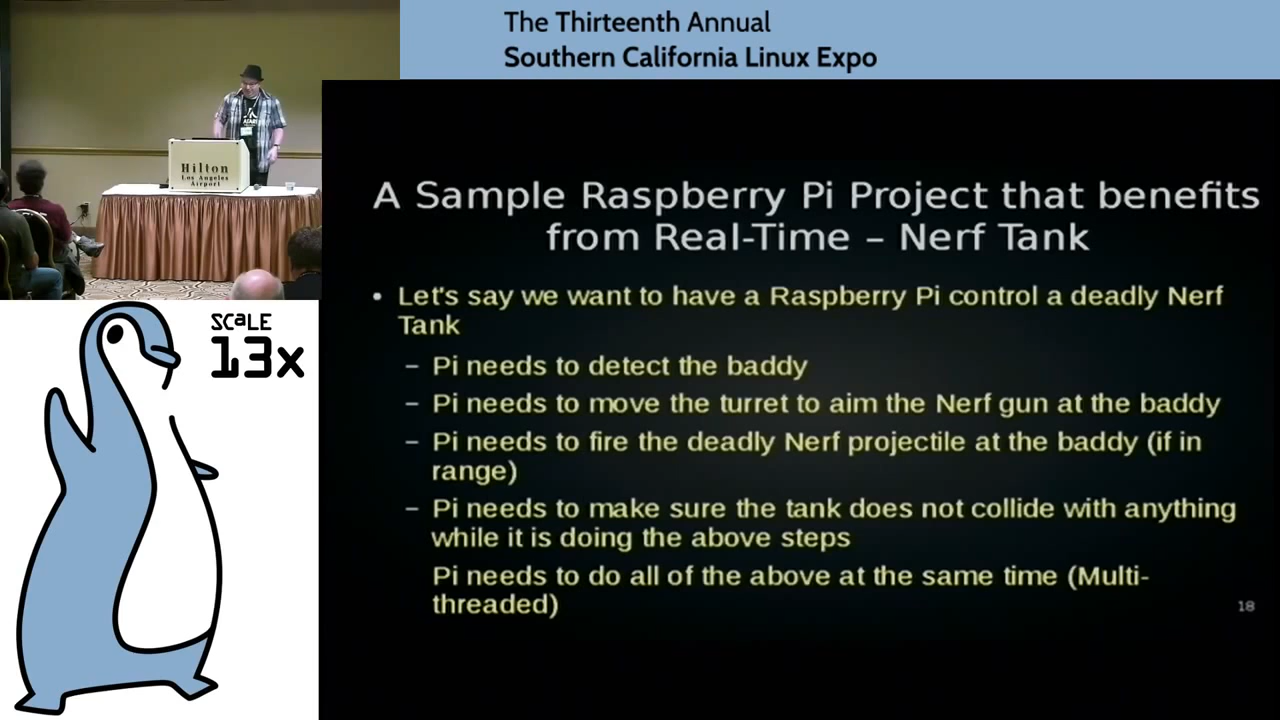 The Thirteenth Annual
Southern California Linux Expo
ATARI
Hilton
Los Angeles
Airport
SCaLE
13x
A Sample Raspberry Pi Project that benefits
from Real-Time – Nerf Tank
• Let's say we want to have a Raspberry Pi control a deadly Nerf
Tank
– Pi needs to detect the baddy
– Pi needs to move the turret to aim the Nerf gun at the baddy
– Pi needs to fire the deadly Nerf projectile at the baddy (if in
range)
– Pi needs to make sure the tank does not collide with anything
while it is doing the above steps
Pi needs to do all of the above at the same time (Multi-
threaded)
18